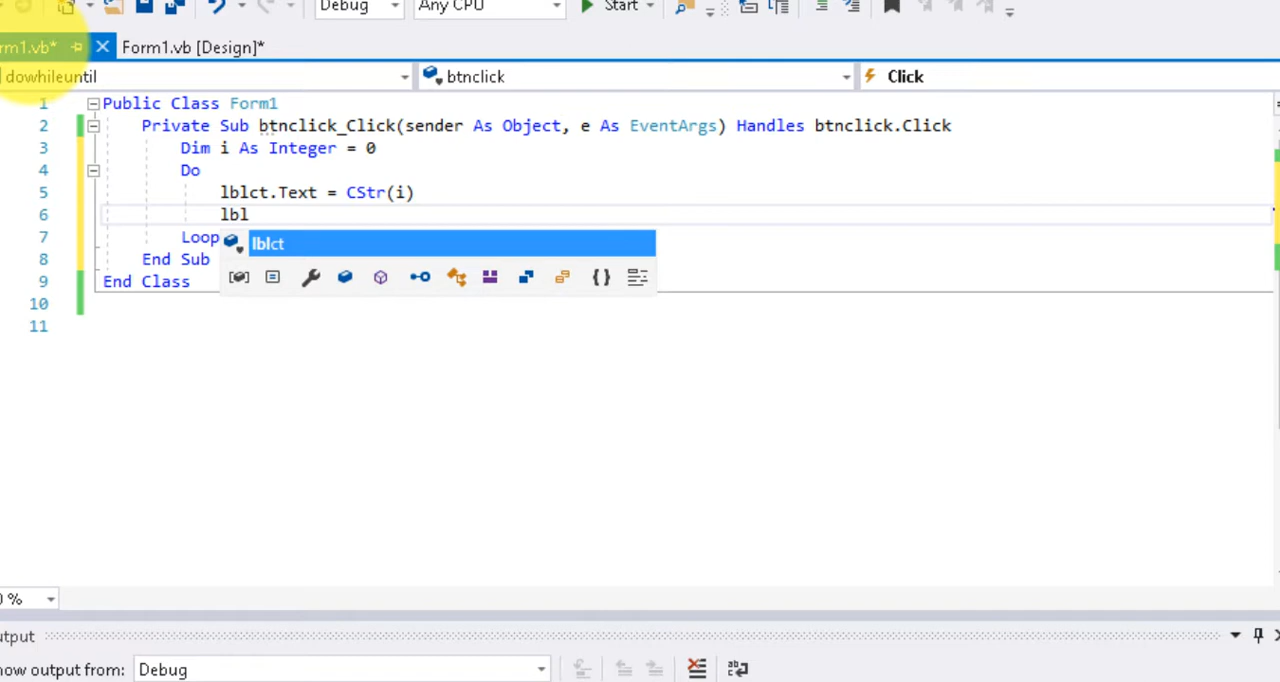 Debug Any CPU Start
rm1.vb* Form1.vb [Design]*
dowhileuntil btnclick Click
1 Public Class Form1
2 Private Sub btnclick_Click(sender As Object, e As EventArgs) Handles btnclick.Click
3 Dim i As Integer = 0
4 Do
5 lblct.Text = CStr(i)
6 lbl
7 Loop
lblct
8 End Sub
9 End Class
10
11
0 %
utput
how output from: Debug